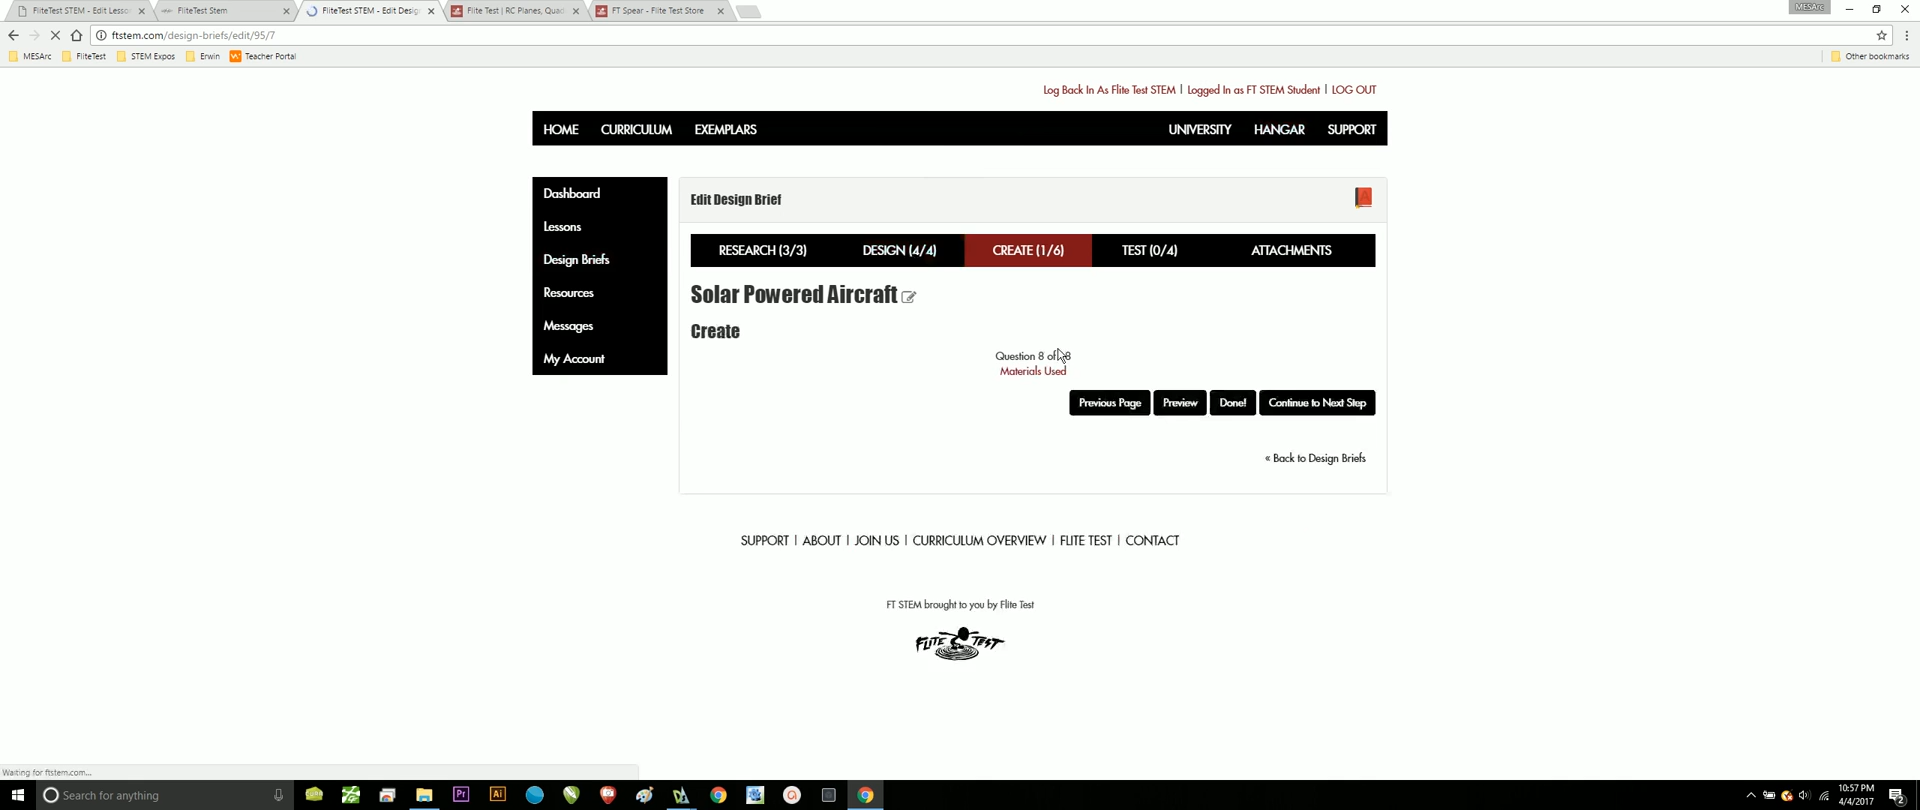 FliteTest STEM - Edit Lesso
FliteTest Stem
FliteTest STEM - Edit Desig
Flite Test | RC Planes, Quad
FT Spear - Flite Test Store
MESArc
ftstem.com/design-briefs/edit/95/7
MESArc
FliteTest
STEM Expos
Erwin
Teacher Portal
Other bookmarks
Log Back In As Flite Test STEM | Logged In as FT STEM Student | LOG OUT
HOME CURRICULUM EXEMPLARS UNIVERSITY HANGAR SUPPORT
Dashboard
Lessons
Design Briefs
Resources
Messages
My Account
Edit Design Brief
RESEARCH (3/3) DESIGN (4/4) CREATE (1/6) TEST (0/4) ATTACHMENTS
Solar Powered Aircraft
Create
Question 8 of
Materials Used
Previous Page Preview Done! Continue to Next Step
« Back to Design Briefs
SUPPORT | ABOUT | JOIN US | CURRICULUM OVERVIEW | FLITE TEST | CONTACT
FT STEM brought to you by Flite Test
FLITE TEST
Waiting for ftstem.com...
Search for anything
Pr
Ai
10:57 PM
4/4/2017
2